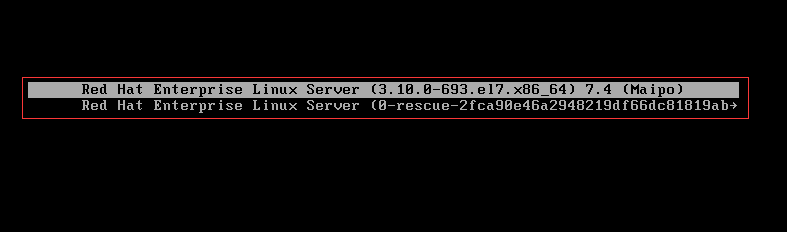 Red Hat Enterprise Linux Server (3.10.0-693.el7.x86_64) 7.4 (Maipo)
Red Hat Enterprise Linux Server (0-rescue-2fca90e46a2948219df66dc81819ab→